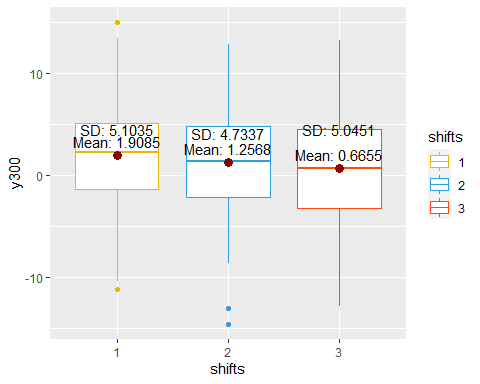 y300
10
0
-10
SD: 5.1035
Mean: 1.9085
SD: 4.7337
Mean: 1.2568
SD: 5.0451
Mean: 0.6655
1
2
3
shifts
shifts
1
2
3